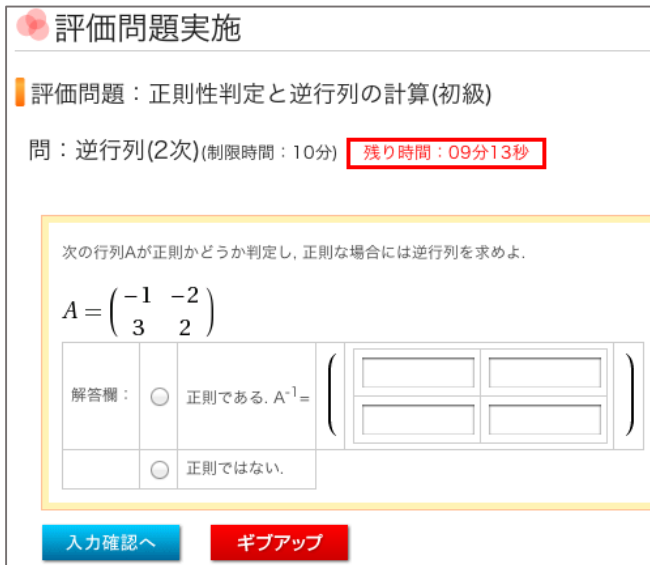 評価問題実施
評価問題：正則性判定と逆行列の計算(初級)
問：逆行列(2次)(制限時間：10分) 残り時間：09分13秒
次の行列Aが正則かどうか判定し, 正則な場合には逆行列を求めよ.
A = ( −1 −2
3 2 )
解答欄： 正則である. A⁻¹= ( )
正則ではない.
入力確認へ ギブアップ